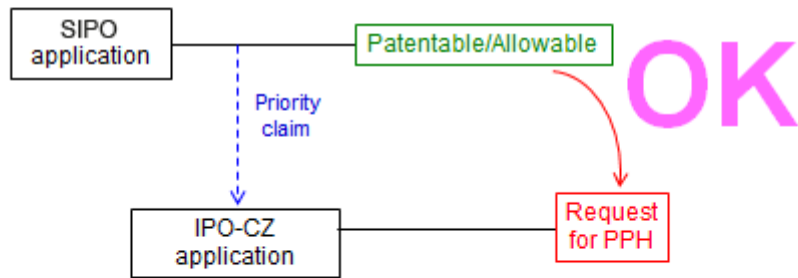 SIPO
application
Patentable/Allowable
OK
Priority
claim
IPO-CZ
application
Request
for PPH